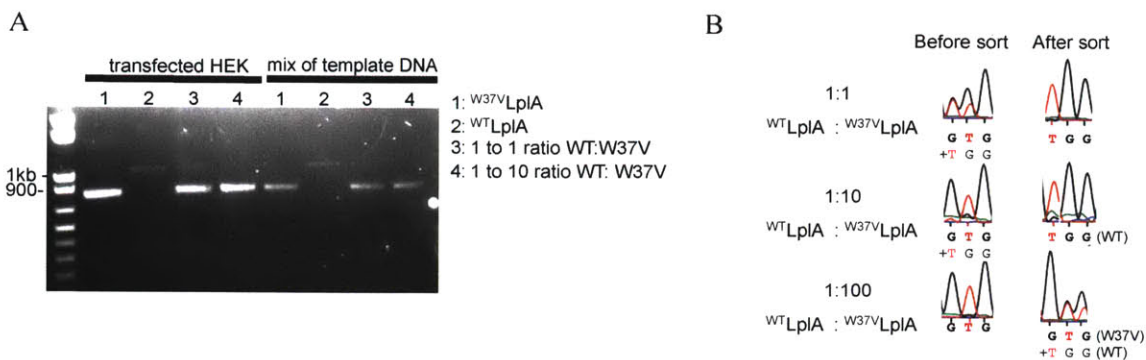 A
transfected HEK mix of template DNA
1 2 3 4 1 2 3 4
1kb
900-
1: W37VLplA
2: WTLplA
3: 1 to 1 ratio WT:W37V
4: 1 to 10 ratio WT: W37V
B
Before sort After sort
1:1
WTLplA : W37VLplA
G T G
+T G G
T G G
1:10
WTLplA : W37VLplA
G T G
+T G G
T G G (WT)
1:100
WTLplA : W37VLplA
G T G
G T G (W37V)
+T G G (WT)